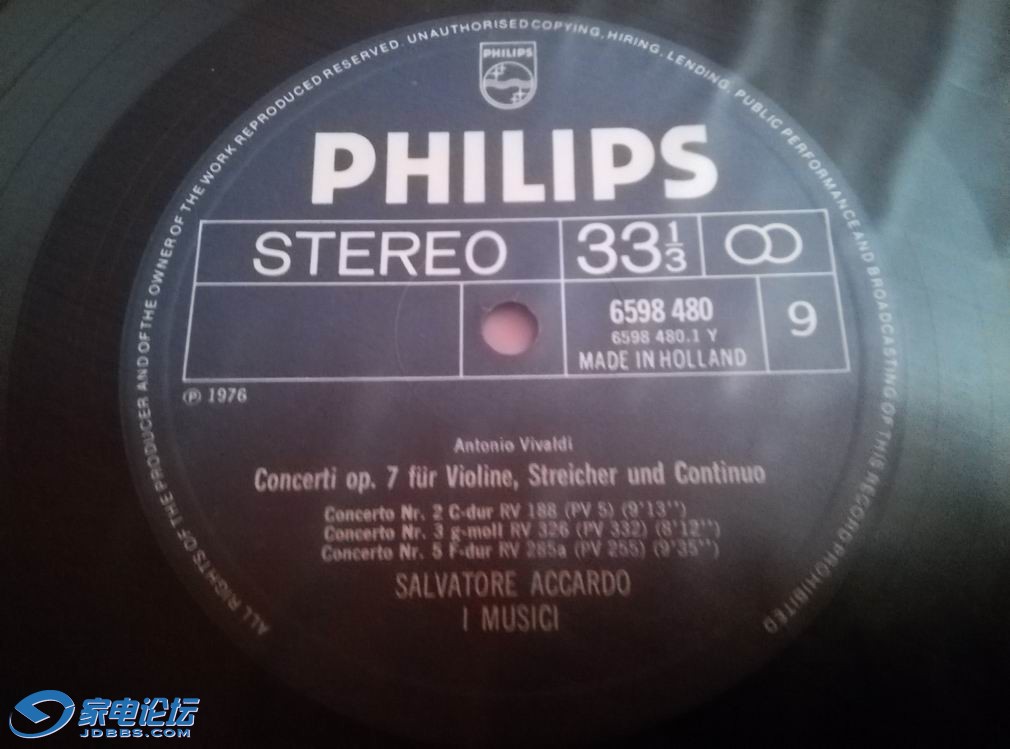 ALL RIGHTS OF THE PRODUCER AND OF THE OWNER OF THE WORK REPRODUCED RESERVED. UNAUTHORISED COPYING, HIRING, LENDING, PUBLIC PERFORMANCE AND BROADCASTING OF THIS RECORD PROHIBITED
PHILIPS
PHILIPS
STEREO 33 1/3
6598 480
6598 480.1 Y
MADE IN HOLLAND
9
℗ 1976
Antonio Vivaldi
Concerti op. 7 für Violine, Streicher und Continuo
Concerto Nr. 2 C-dur RV 188 (PV 5) (9'13'')
Concerto Nr. 3 g-moll RV 326 (PV 332) (8'12'')
Concerto Nr. 5 F-dur RV 285a (PV 255) (9'35'')
SALVATORE ACCARDO
I MUSICI
家电论坛
JDBBS.COM